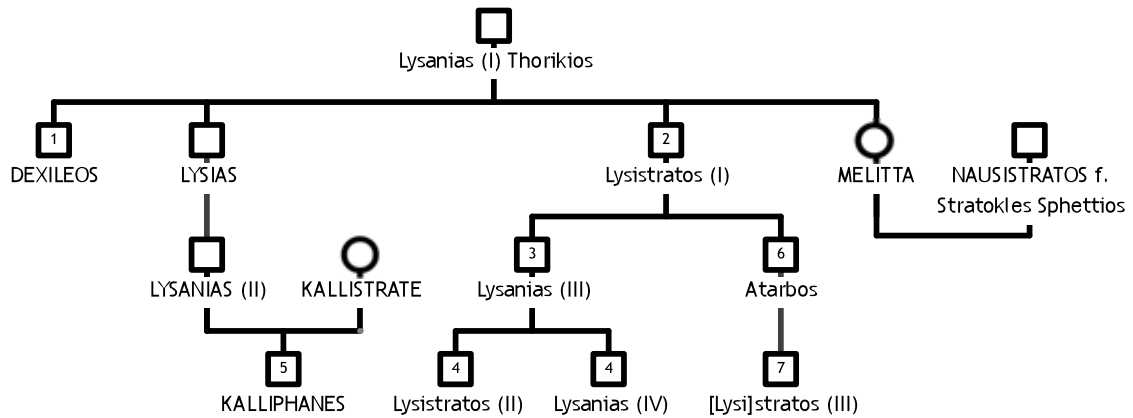 Lysanias (I) Thorikios
1 2
DEXILEOS LYSIAS Lysistratos (I) MELITTA NAUSISTRATOS f.
Stratokles Sphettios
3 6
LYSANIAS (II) KALLISTRATE Lysanias (III) Atarbos
5 4 4 7
KALLIPHANES Lysistratos (II) Lysanias (IV) [Lysi]stratos (III)